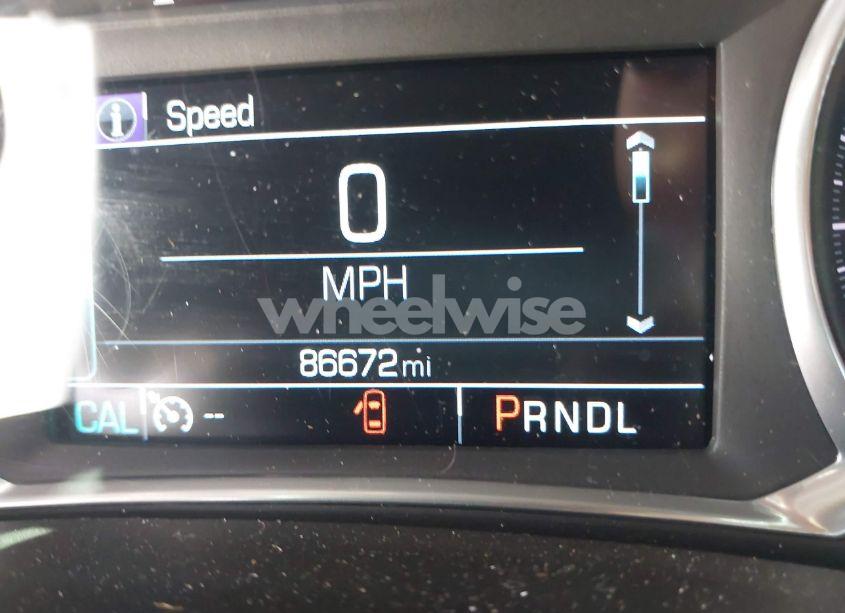 i Speed
0
MPH
wheelwise
86672 mi
CAL -- PRNDL